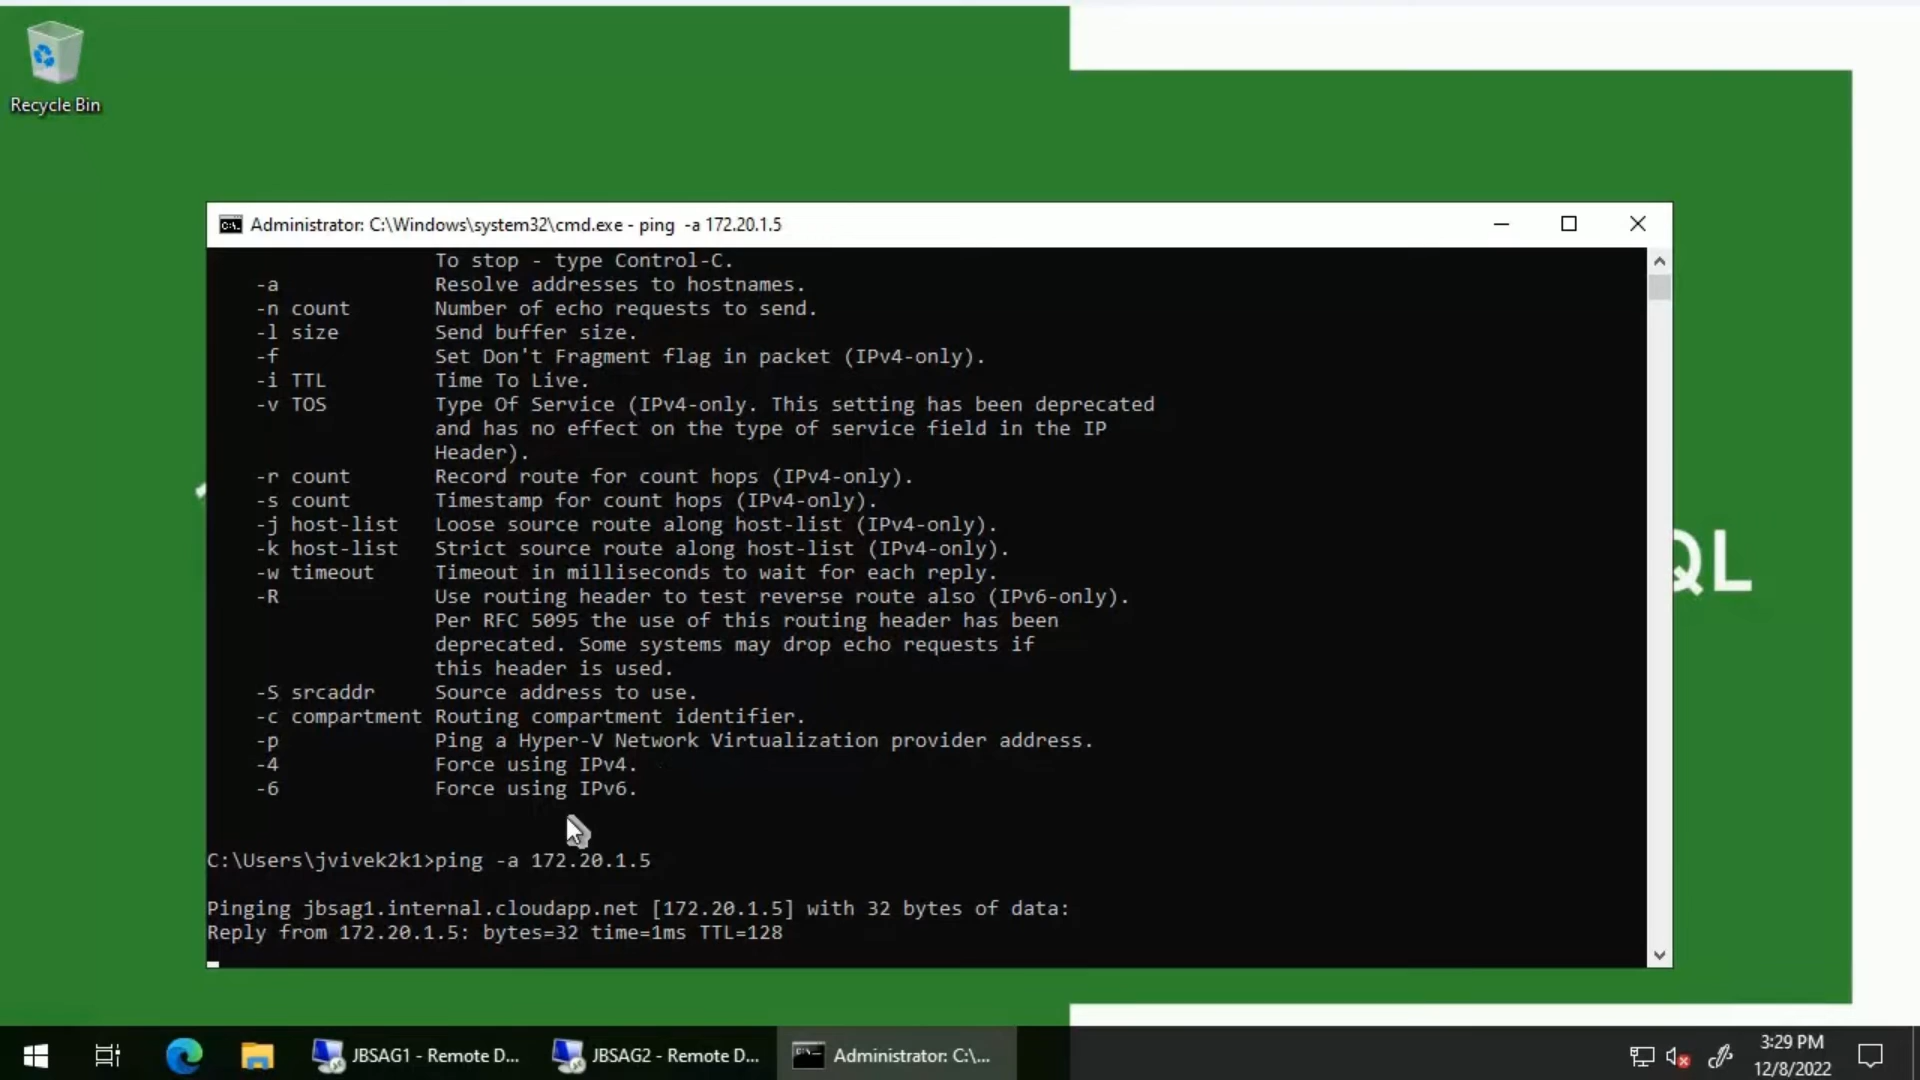 Recycle Bin
Administrator: C:\Windows\system32\cmd.exe - ping  -a 172.20.1.5
To stop - type Control-C.
-a             Resolve addresses to hostnames.
-n count       Number of echo requests to send.
-l size        Send buffer size.
-f             Set Don't Fragment flag in packet (IPv4-only).
-i TTL         Time To Live.
-v TOS         Type Of Service (IPv4-only. This setting has been deprecated
and has no effect on the type of service field in the IP
Header).
-r count       Record route for count hops (IPv4-only).
-s count       Timestamp for count hops (IPv4-only).
-j host-list   Loose source route along host-list (IPv4-only).
-k host-list   Strict source route along host-list (IPv4-only).
-w timeout     Timeout in milliseconds to wait for each reply.
-R             Use routing header to test reverse route also (IPv6-only).
Per RFC 5095 the use of this routing header has been
deprecated. Some systems may drop echo requests if
this header is used.
-S srcaddr     Source address to use.
-c compartment Routing compartment identifier.
-p             Ping a Hyper-V Network Virtualization provider address.
-4             Force using IPv4.
-6             Force using IPv6.
C:\Users\jvivek2k1>ping -a 172.20.1.5
Pinging jbsag1.internal.cloudapp.net [172.20.1.5] with 32 bytes of data:
Reply from 172.20.1.5: bytes=32 time=1ms TTL=128
QL
JBSAG1 - Remote D...
JBSAG2 - Remote D...
Administrator: C:\...
3:29 PM
12/8/2022